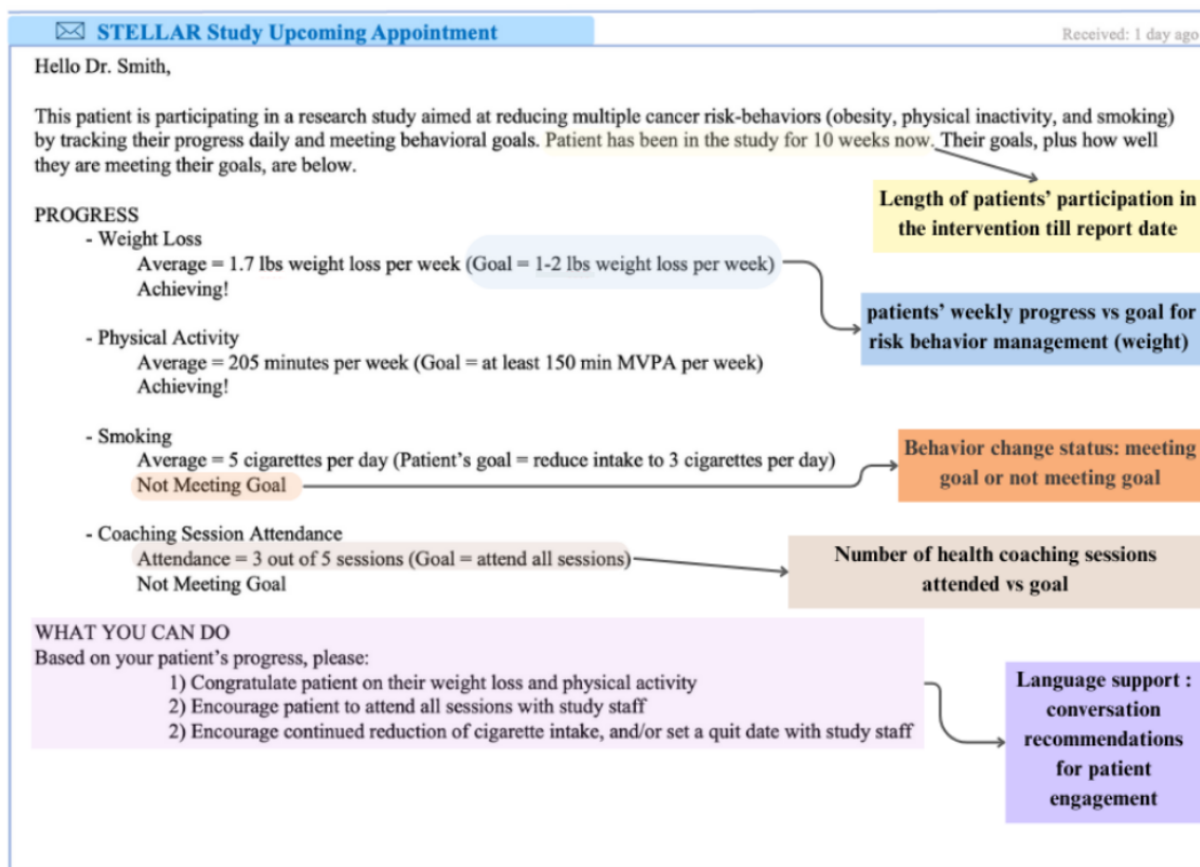 STELLAR Study Upcoming Appointment
Received: 1 day ago
Hello Dr. Smith,
This patient is participating in a research study aimed at reducing multiple cancer risk-behaviors (obesity, physical inactivity, and smoking)
by tracking their progress daily and meeting behavioral goals. Patient has been in the study for 10 weeks now. Their goals, plus how well
they are meeting their goals, are below.
Length of patients' participation in
the intervention till report date
PROGRESS
- Weight Loss
Average = 1.7 lbs weight loss per week (Goal = 1-2 lbs weight loss per week)
Achieving!
patients' weekly progress vs goal for
risk behavior management (weight)
- Physical Activity
Average = 205 minutes per week (Goal = at least 150 min MVPA per week)
Achieving!
- Smoking
Average = 5 cigarettes per day (Patient's goal = reduce intake to 3 cigarettes per day)
Not Meeting Goal
Behavior change status: meeting
goal or not meeting goal
- Coaching Session Attendance
Attendance = 3 out of 5 sessions (Goal = attend all sessions)
Not Meeting Goal
Number of health coaching sessions
attended vs goal
WHAT YOU CAN DO
Based on your patient's progress, please:
1) Congratulate patient on their weight loss and physical activity
2) Encourage patient to attend all sessions with study staff
2) Encourage continued reduction of cigarette intake, and/or set a quit date with study staff
Language support :
conversation
recommendations
for patient
engagement